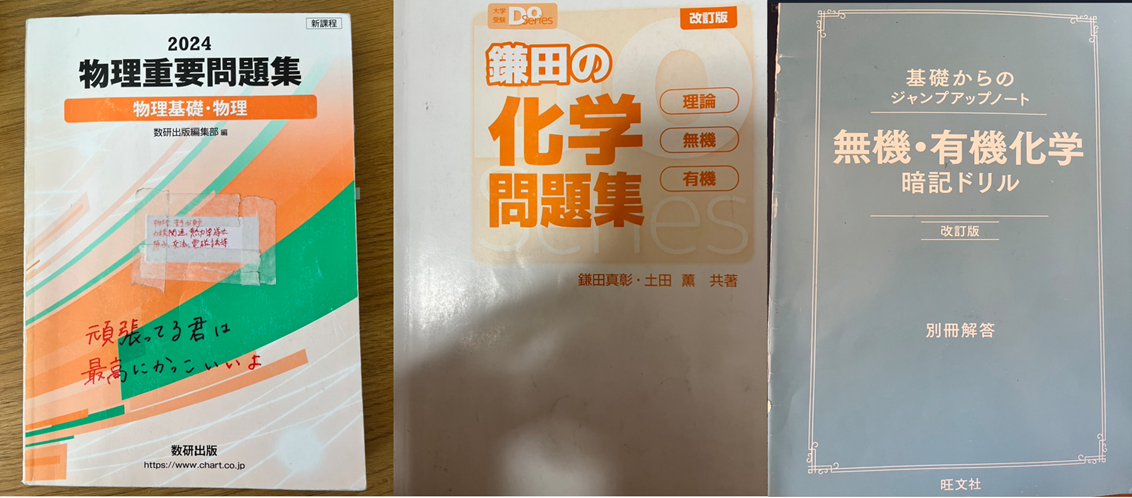 新課程
2024
物理重要問題集
物理基礎・物理
数研出版編集部 編
頑張ってる君は
最高にかっこいいよ
数研出版
https://www.chart.co.jp
大学受験 Do Series
改訂版
鎌田の
化学
問題集
理論
無機
有機
鎌田真彰・土田 薫 共著
基礎からの
ジャンプアップノート
無機・有機化学
暗記ドリル
改訂版
別冊解答
旺文社